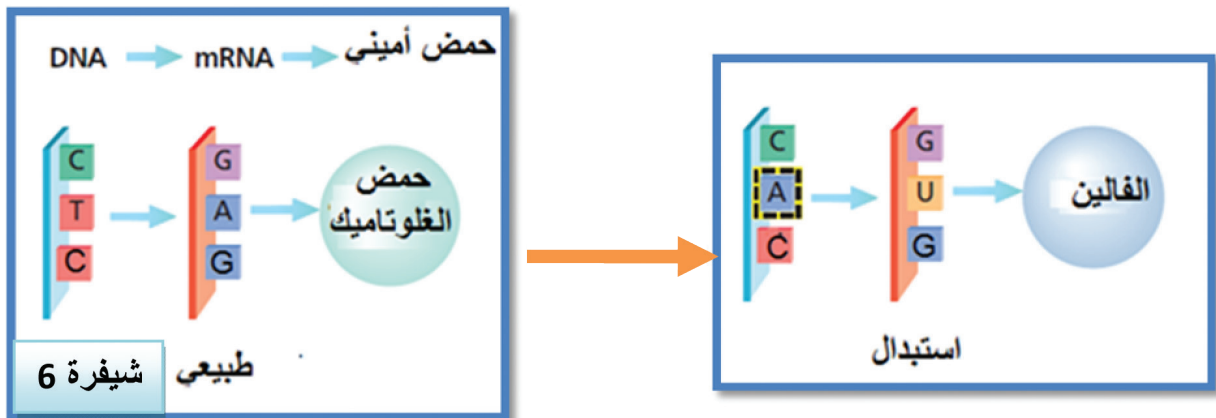 DNA mRNA حمض أميني
C G
T A
C G
حمض
الغلوتاميك
طبيعي
شيفرة 6
C G
A U
C G
الفالين
استبدال